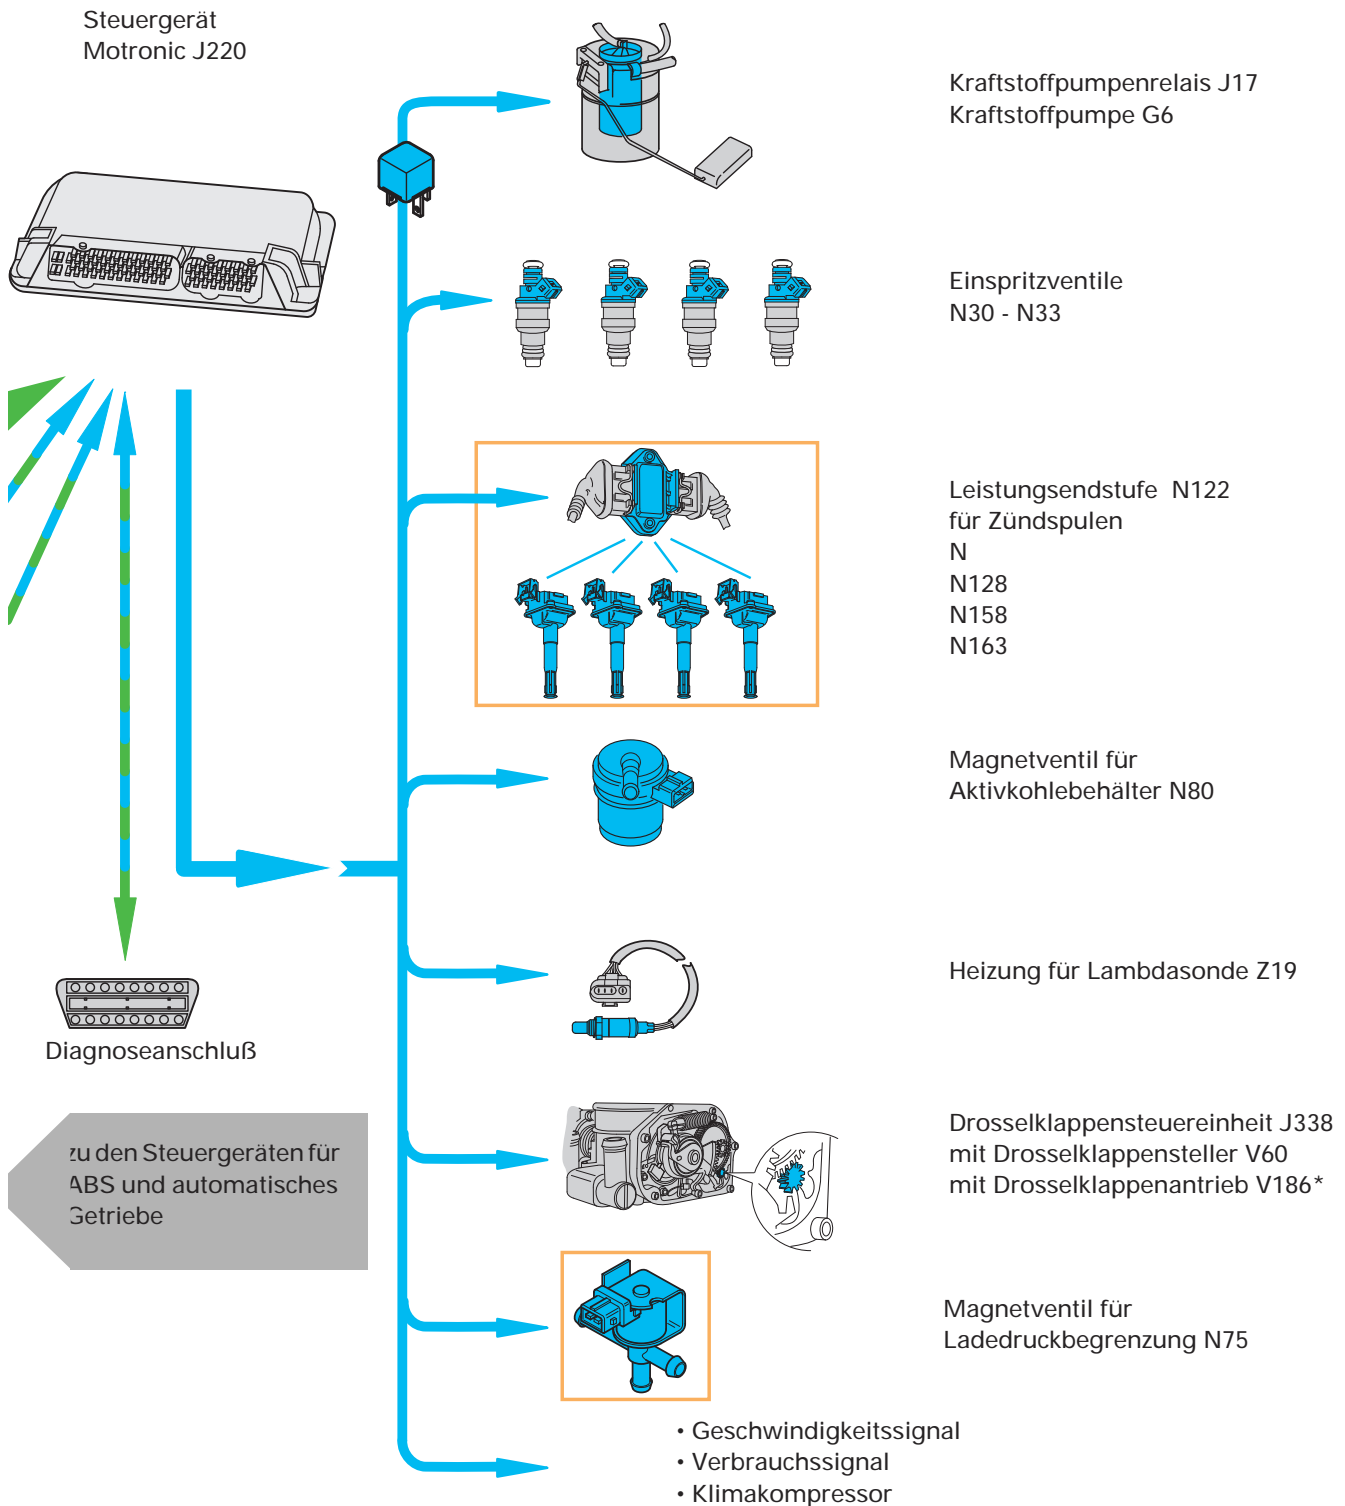 Steuergerät
Motronic J220
Kraftstoffpumpenrelais J17
Kraftstoffpumpe G6
Einspritzventile
N30 - N33
Leistungsendstufe N122
für Zündspulen
N
N128
N158
N163
Magnetventil für
Aktivkohlebehälter N80
Heizung für Lambdasonde Z19
Diagnoseanschluß
zu den Steuergeräten für
ABS und automatisches
Getriebe
Drosselklappensteuereinheit J338
mit Drosselklappensteller V60
mit Drosselklappenantrieb V186*
Magnetventil für
Ladedruckbegrenzung N75
• Geschwindigkeitssignal
• Verbrauchssignal
• Klimakompressor